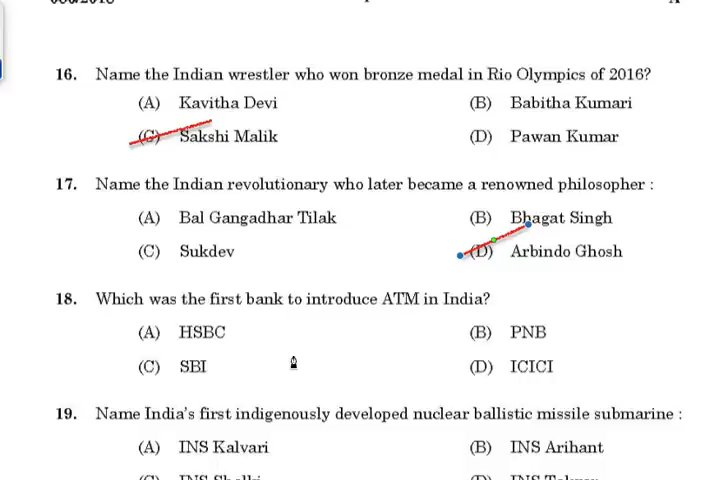 16. Name the Indian wrestler who won bronze medal in Rio Olympics of 2016?
(A) Kavitha Devi (B) Babitha Kumari
(C) Sakshi Malik (D) Pawan Kumar
17. Name the Indian revolutionary who later became a renowned philosopher :
(A) Bal Gangadhar Tilak (B) Bhagat Singh
(C) Sukdev (D) Arbindo Ghosh
18. Which was the first bank to introduce ATM in India?
(A) HSBC (B) PNB
(C) SBI (D) ICICI
19. Name India's first indigenously developed nuclear ballistic missile submarine :
(A) INS Kalvari (B) INS Arihant